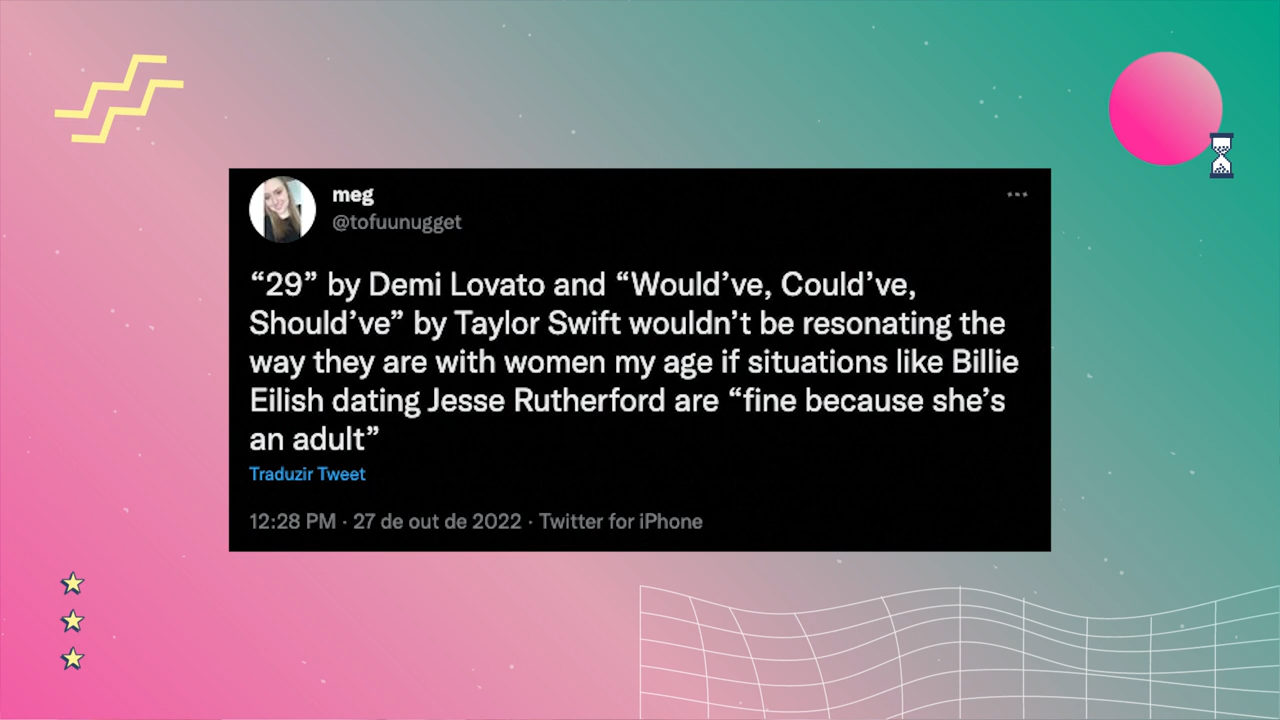 meg
@tofuunugget
“29” by Demi Lovato and “Would’ve, Could’ve,
Should’ve” by Taylor Swift wouldn’t be resonating the
way they are with women my age if situations like Billie
Eilish dating Jesse Rutherford are “fine because she’s
an adult”
Traduzir Tweet
12:28 PM · 27 de out de 2022 · Twitter for iPhone